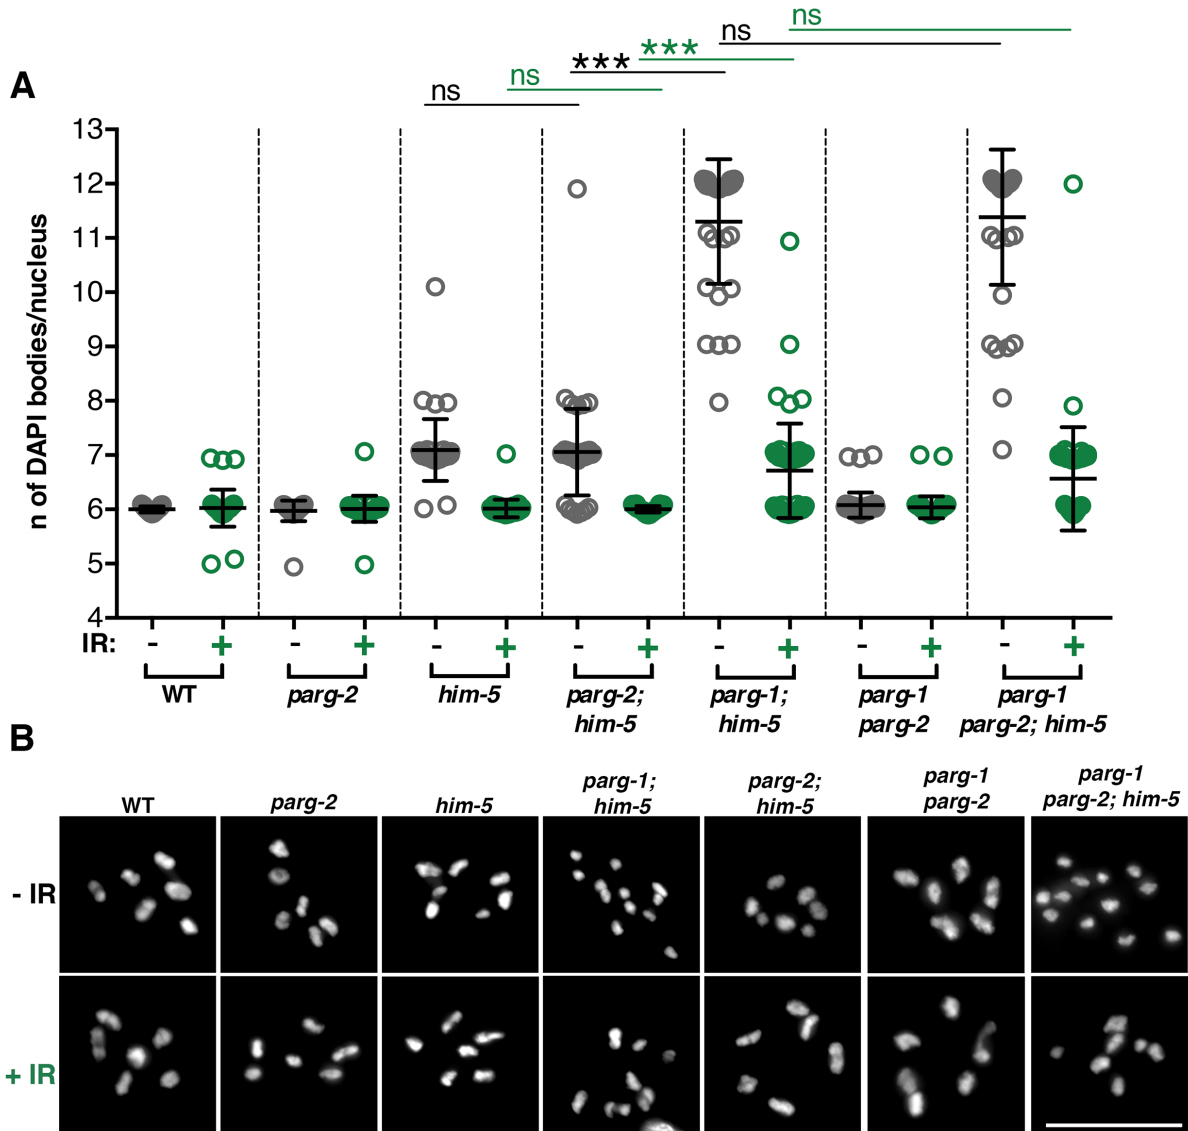 ns
ns
***
***
ns
ns
A
13
12
11
10
9
8
7
6
5
4
n of DAPI bodies/nucleus
IR: - + - + - + - + - + - + - +
WT parg-2 him-5 parg-2; parg-1; parg-1 parg-1
him-5 him-5 parg-2 parg-2; him-5
B
WT parg-2 him-5 parg-1; parg-2; parg-1 parg-1
him-5 him-5 parg-2 parg-2; him-5
- IR
+ IR